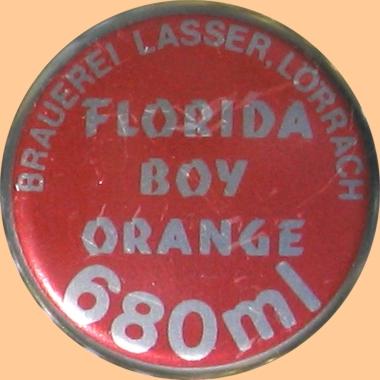 BRAUEREI LASSER, LÖRRACH
FLORIDA
BOY
ORANGE
680ml